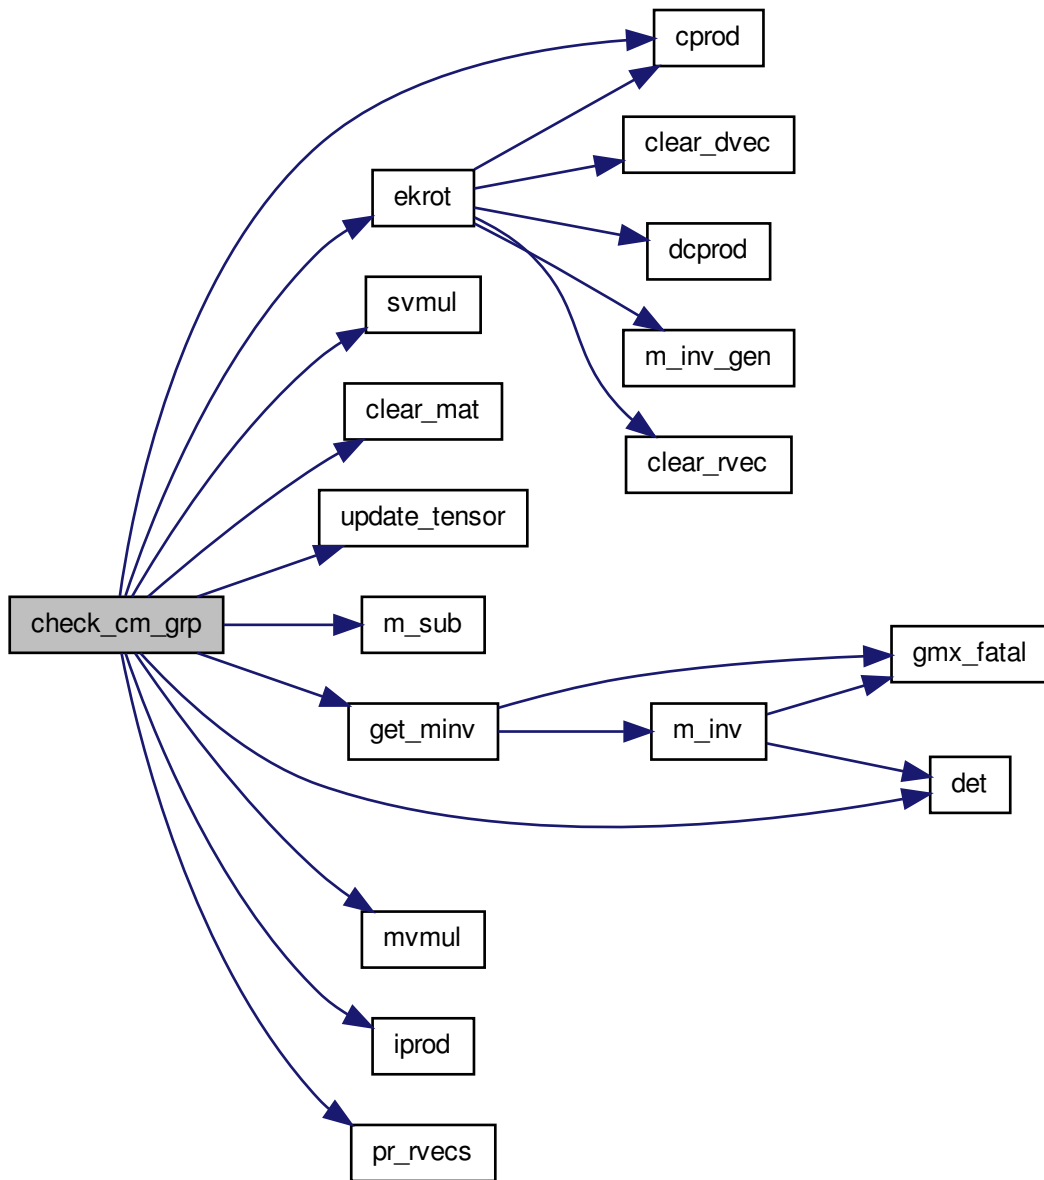 cprod
clear_dvec
ekrot
dcprod
svmul
m_inv_gen
clear_mat
clear_rvec
update_tensor
check_cm_grp
m_sub
gmx_fatal
get_minv
m_inv
det
mvmul
iprod
pr_rvecs